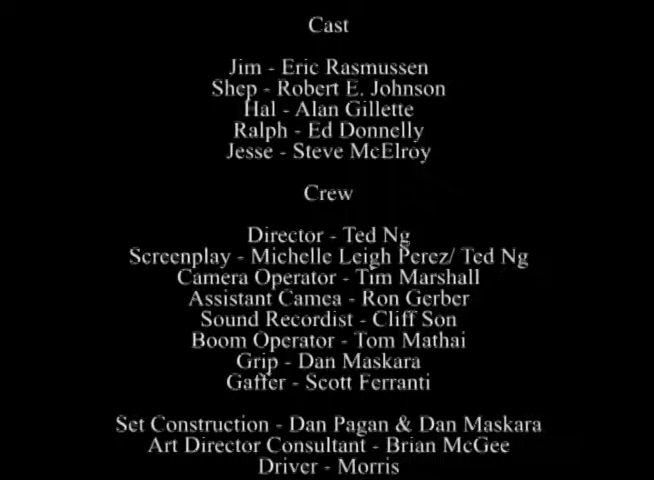 Cast
Jim - Eric Rasmussen
Shep - Robert E. Johnson
Hal - Alan Gillette
Ralph - Ed Donnelly
Jesse - Steve McElroy
Crew
Director - Ted Ng
Screenplay - Michelle Leigh Perez/ Ted Ng
Camera Operator - Tim Marshall
Assistant Camea - Ron Gerber
Sound Recordist - Cliff Son
Boom Operator - Tom Mathai
Grip - Dan Maskara
Gaffer - Scott Ferranti
Set Construction - Dan Pagan & Dan Maskara
Art Director Consultant - Brian McGee
Driver - Morris